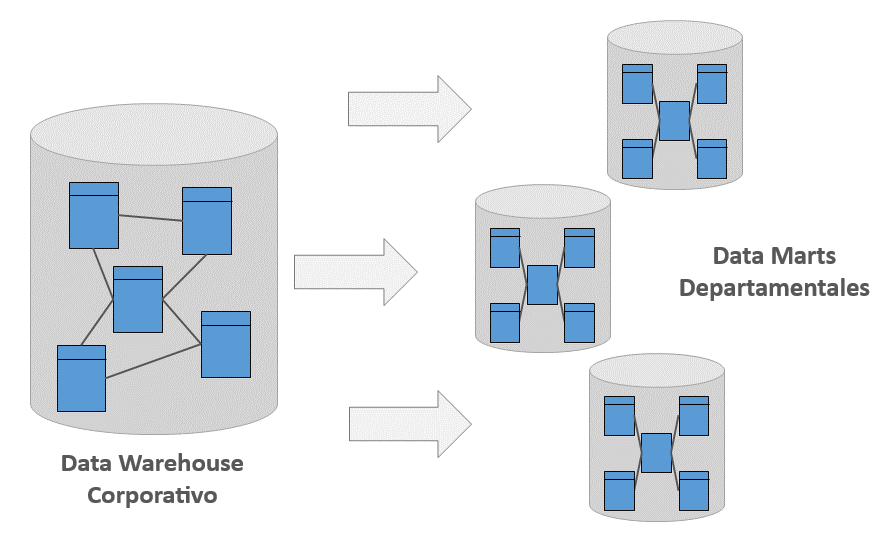 Data Marts
Departamentales
Data Warehouse
Corporativo